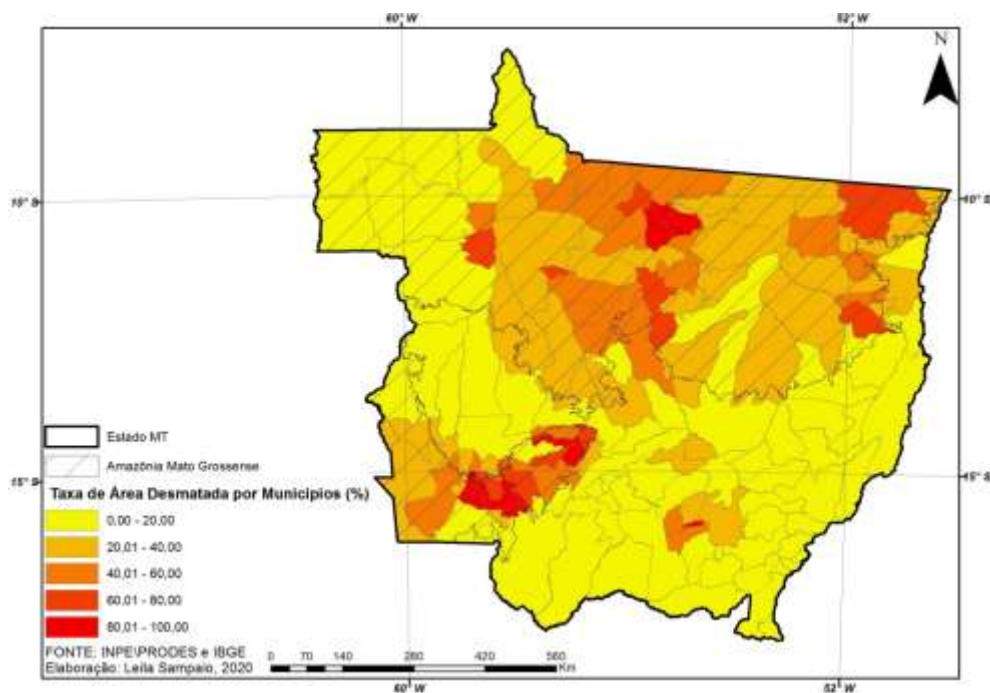 60° W
52° W
N
10° S
10° S
15° S
15° S
Estado MT
Amazônia Mato Grossense
Taxa de Área Desmatada por Municipios (%)
0,00 - 20,00
20,01 - 40,00
40,01 - 60,00
60,01 - 80,00
80,01 - 100,00
FONTE: INPE\PRODES e IBGE
Elaboração: Leila Sampaio, 2020
0 70 140 280 420 560
Km
60° W
52° W